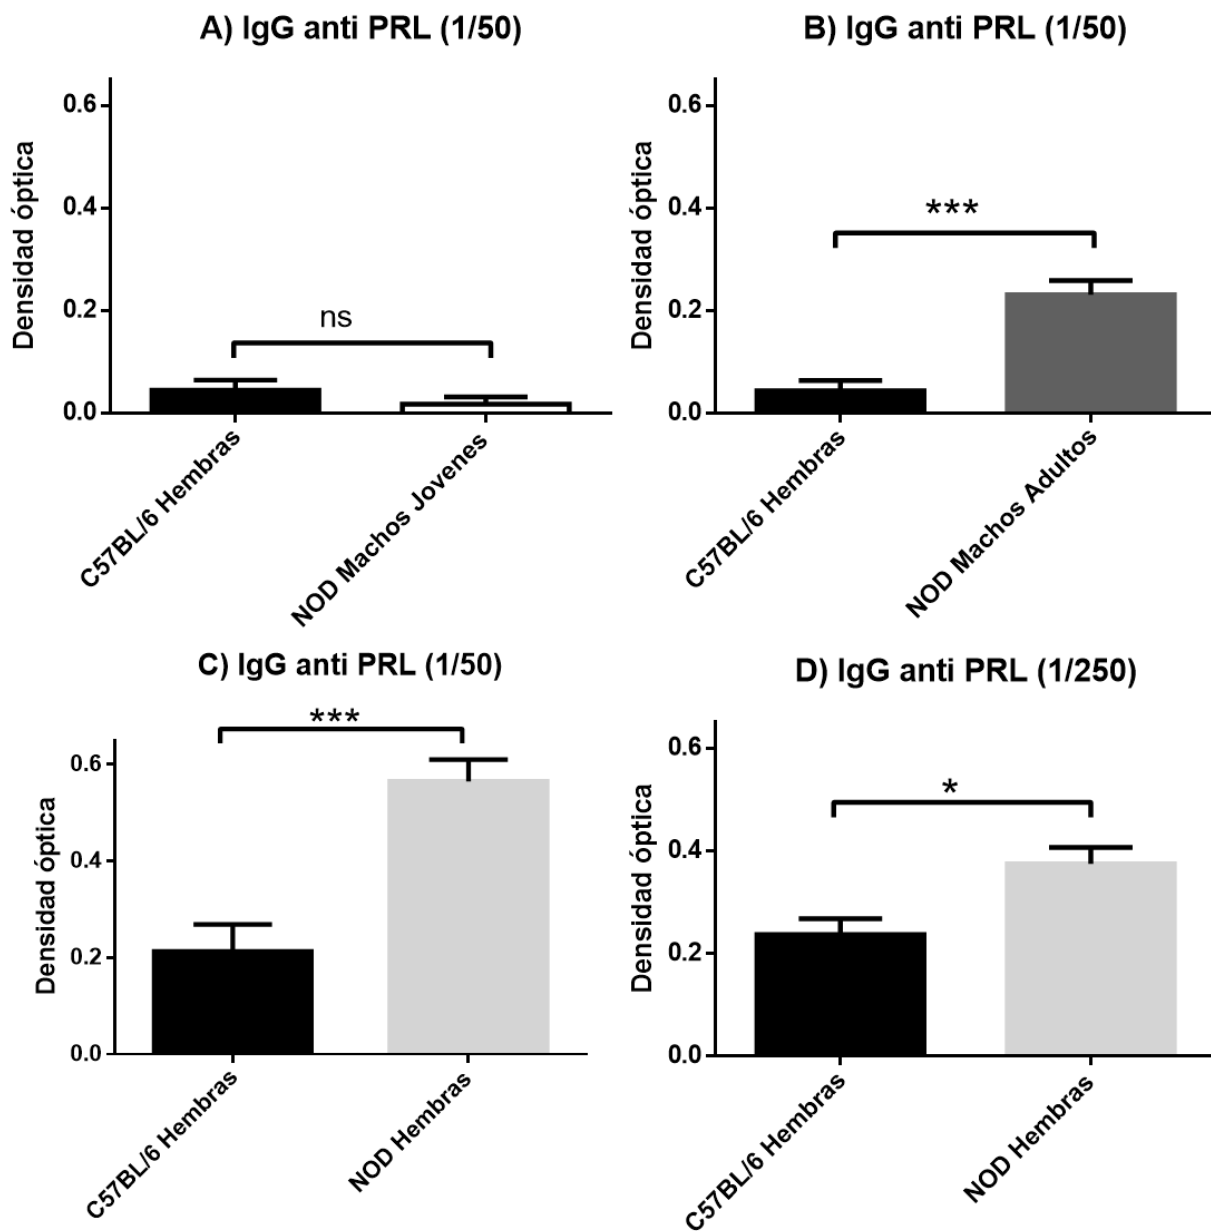 A) IgG anti PRL (1/50)
Densidad óptica
0.6
0.4
0.2
0.0
ns
C57BL/6 Hembras
NOD Machos Jovenes
B) IgG anti PRL (1/50)
Densidad óptica
0.6
0.4
0.2
0.0
***
C57BL/6 Hembras
NOD Machos Adultos
C) IgG anti PRL (1/50)
Densidad óptica
0.6
0.4
0.2
0.0
***
C57BL/6 Hembras
NOD Hembras
D) IgG anti PRL (1/250)
Densidad óptica
0.6
0.4
0.2
0.0
*
C57BL/6 Hembras
NOD Hembras